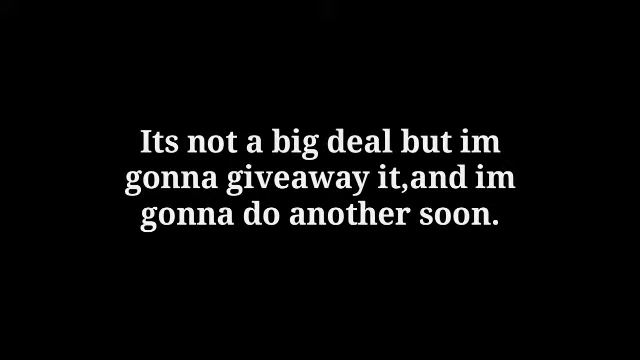 Its not a big deal but im
gonna giveaway it,and im
gonna do another soon.